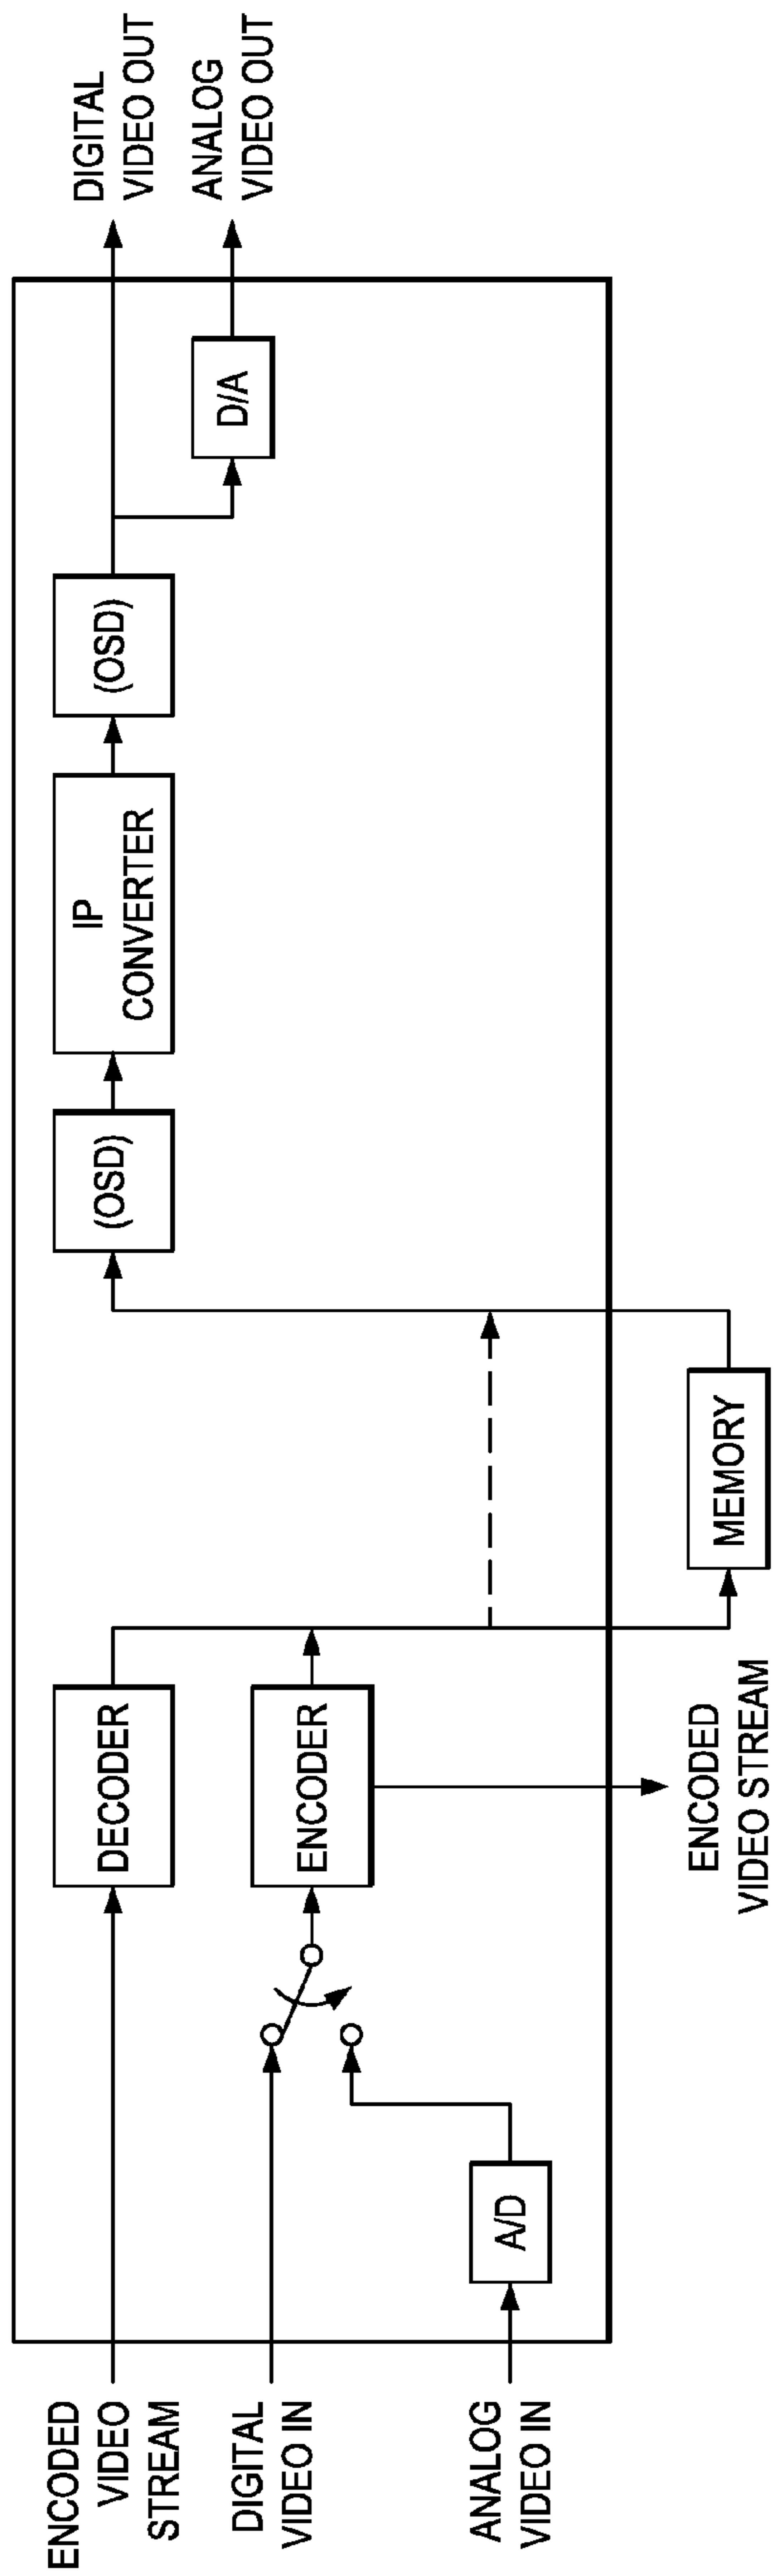 ENCODED
VIDEO
STREAM
DIGITAL
VIDEO IN
ANALOG
VIDEO IN
A/D
DECODER
ENCODER
ENCODED
VIDEO STREAM
MEMORY
(OSD)
IP
CONVERTER
(OSD)
D/A
DIGITAL
VIDEO OUT
ANALOG
VIDEO OUT